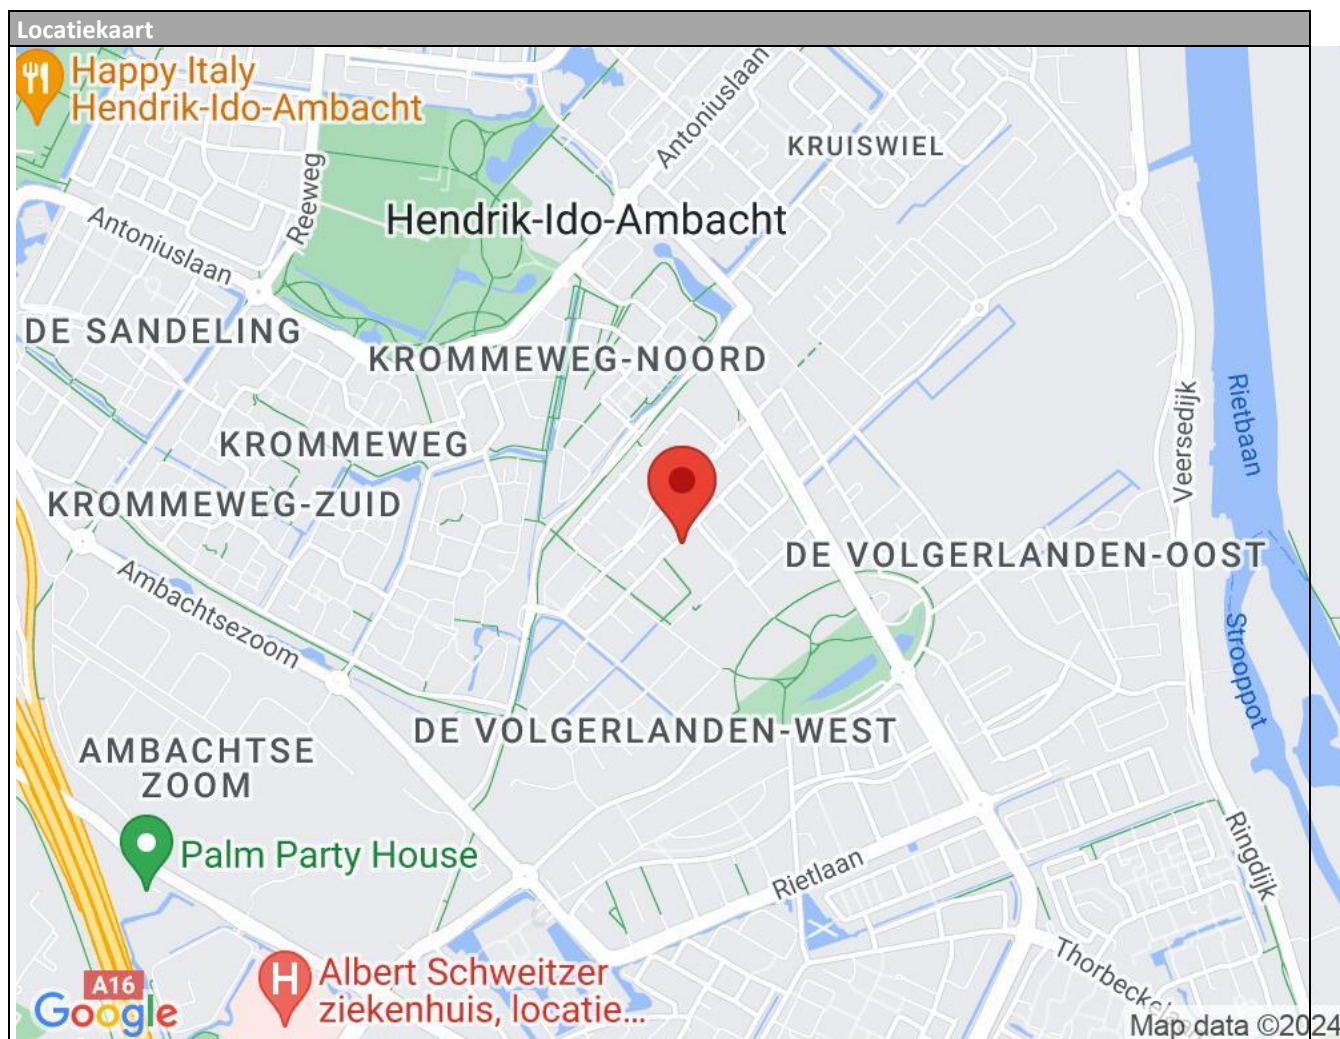 Locatiekaart
Happy Italy
Hendrik-Ido-Ambacht
Antoniuslaan
KRUISWIEL
Reeweg
Antoniuslaan
Hendrik-Ido-Ambacht
DE SANDELING
KROMMEWEG-NOORD
Rietbaan
Veersedijk
KROMMEWEG
KROMMEWEG-ZUID
DE VOLGERLANDEN-OOST
Ambachtsezoom
Strooppot
DE VOLGERLANDEN-WEST
AMBACHTSE
ZOOM
Palm Party House
Rietlaan
Ringdijk
Albert Schweitzer
ziekenhuis, locatie...
A16
Google
Map data ©2024